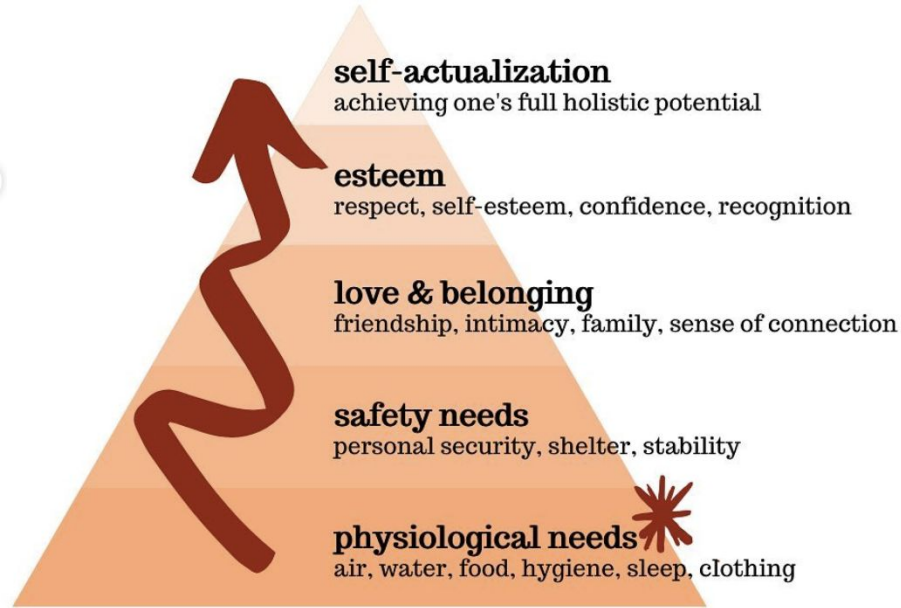 self-actualization
achieving one's full holistic potential
esteem
respect, self-esteem, confidence, recognition
love & belonging
friendship, intimacy, family, sense of connection
safety needs
personal security, shelter, stability
physiological needs
air, water, food, hygiene, sleep, clothing